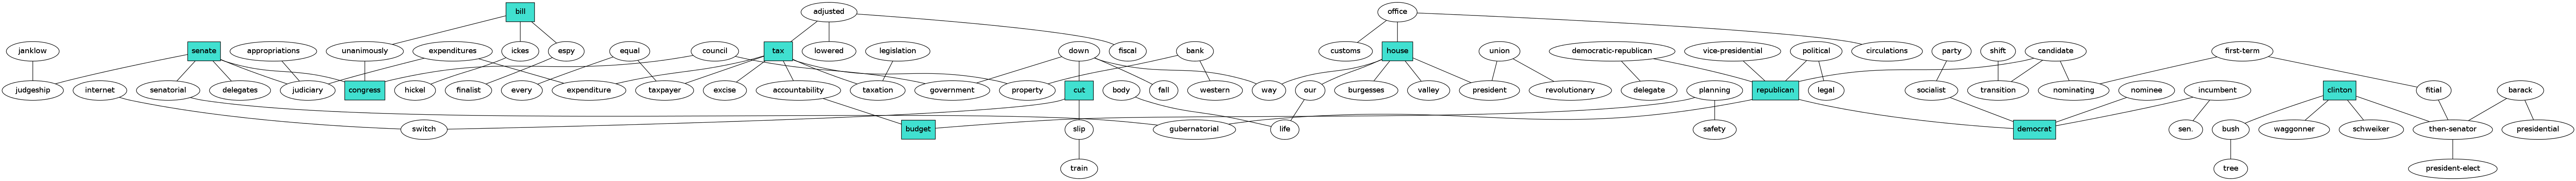 bill adjusted office
janklow senate appropriations unanimously expenditures ickes espy equal council tax lowered legislation down fiscal bank customs house union democratic-republican vice-presidential political circulations party shift candidate first-term
judgeship internet senatorial delegates judiciary congress hickel finalist every expenditure taxpayer excise accountability taxation government property cut body fall western way our burgesses valley president revolutionary delegate planning republican legal socialist transition nominating nominee incumbent clinton fitial barack
switch budget slip gubernatorial life safety democrat sen. bush waggonner schweiker then-senator presidential
train tree president-elect